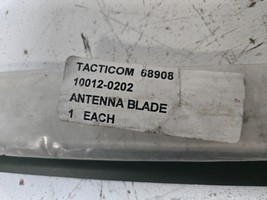 TACTICOM 68908
10012-0202
ANTENNA BLADE
1 EACH